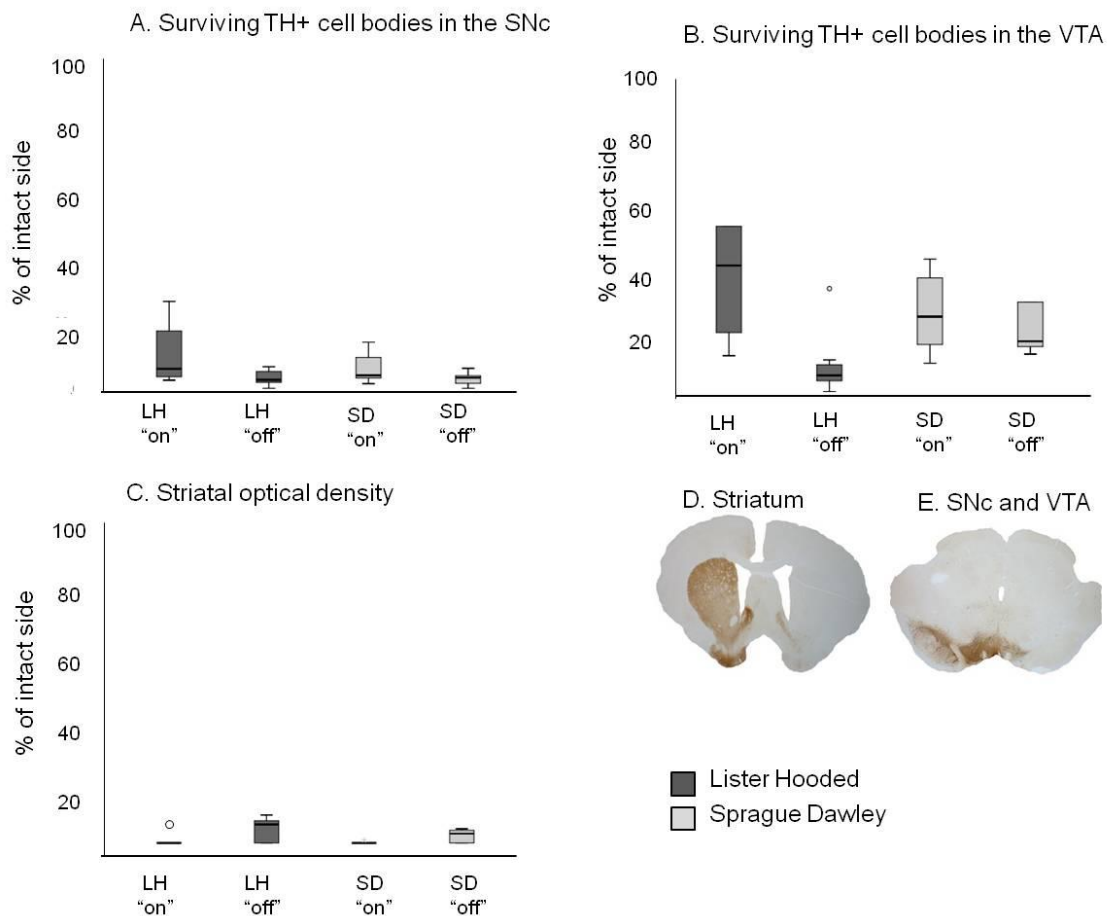 A. Surviving TH+ cell bodies in the SNc
100
80
60
40
20
% of intact side
LH LH SD SD
“on” “off” “on” “off”
B. Surviving TH+ cell bodies in the VTA
100
80
60
40
20
% of intact side
LH LH SD SD
“on” “off” “on” “off”
C. Striatal optical density
100
80
60
40
20
% of intact side
LH LH SD SD
“on” “off” “on” “off”
D. Striatum
E. SNc and VTA
Lister Hooded
Sprague Dawley